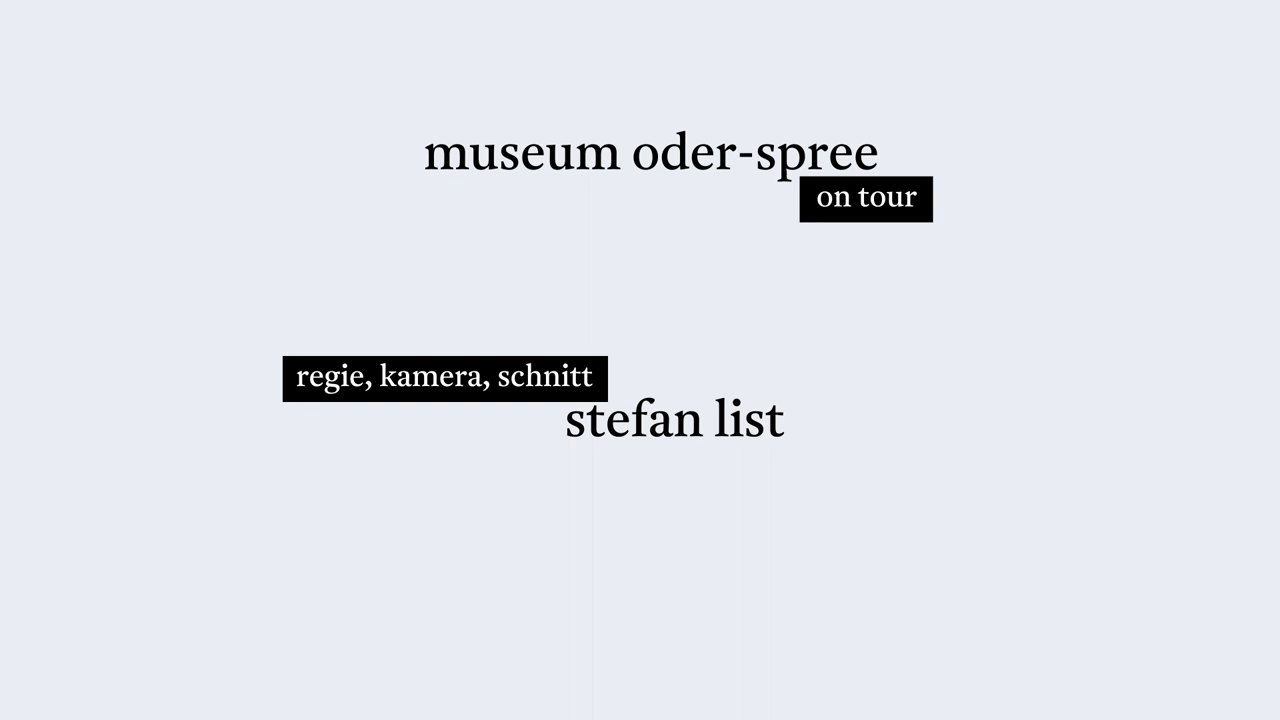 museum oder-spree
on tour
regie, kamera, schnitt
stefan list